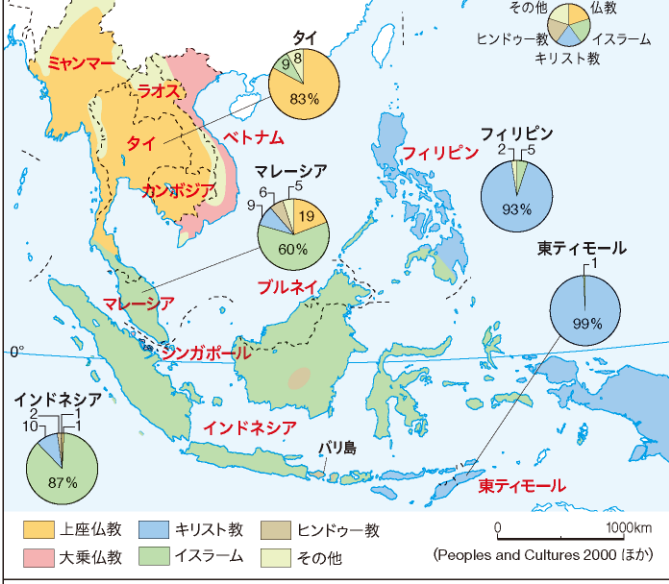 その他
仏教
ヒンドゥー教
イスラーム
キリスト教
タイ
8
9
83%
ミャンマー
ラオス
タイ
ベトナム
カンボジア
フィリピン
フィリピン
2
5
93%
マレーシア
6
5
9
19
60%
東ティモール
1
99%
ブルネイ
マレーシア
シンガポール
0°
インドネシア
2
1
10
1
87%
インドネシア
バリ島
東ティモール
上座仏教
キリスト教
ヒンドゥー教
大乗仏教
イスラーム
その他
0
1000km
(Peoples and Cultures 2000 ほか)